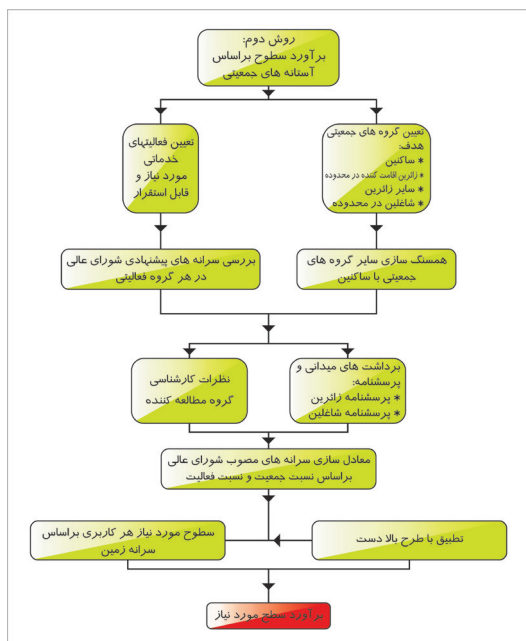 روش دوم:
برآورد سطوح براساس
آستانه های جمعیتی
تعیین گروه های جمعیتی
هدف:
* ساکنین
* زائرین اقامت کننده در محدوده
* سایر زائرین
* شاغلین در محدوده
تعیین فعالیتهای
خدماتی
مورد نیاز و
قابل استقرار
همسنگ سازی سایر گروه های
جمعیتی با ساکنین
بررسی سرانه های پیشنهادی شورای عالی
در هر گروه فعالیتی
برداشت های میدانی و
پرسشنامه:
* پرسشنامه زائرین
* پرسشنامه شاغلین
نظرات کارشناسی
گروه مطالعه کننده
معادل سازی سرانه های مصوب شورای عالی
براساس نسبت جمعیت و نسبت فعالیت
تطبیق با طرح بالا دست
سطوح مورد نیاز هر کاربری براساس
سرانه زمین
برآورد سطح مورد نیاز